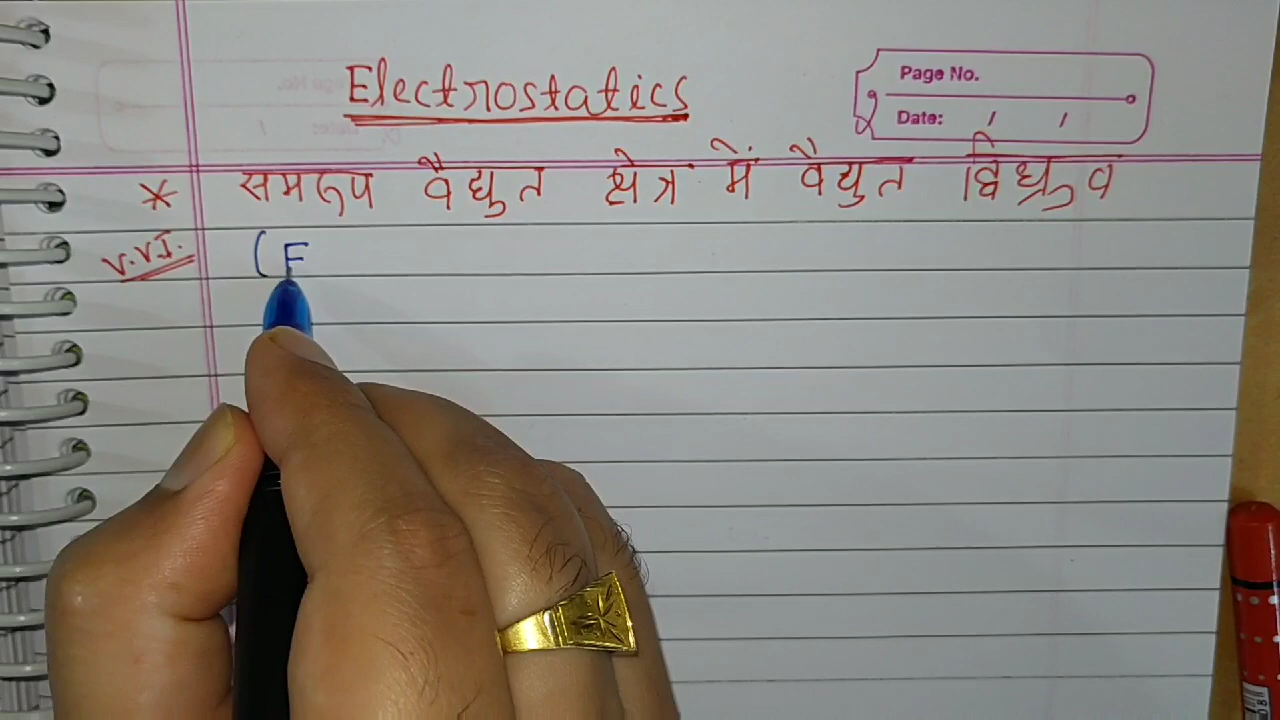 Electrostatics
Page No.
Date: / /
* समरूप वैद्युत क्षेत्र में वैद्युत द्विध्रुव
V.V.I. (F